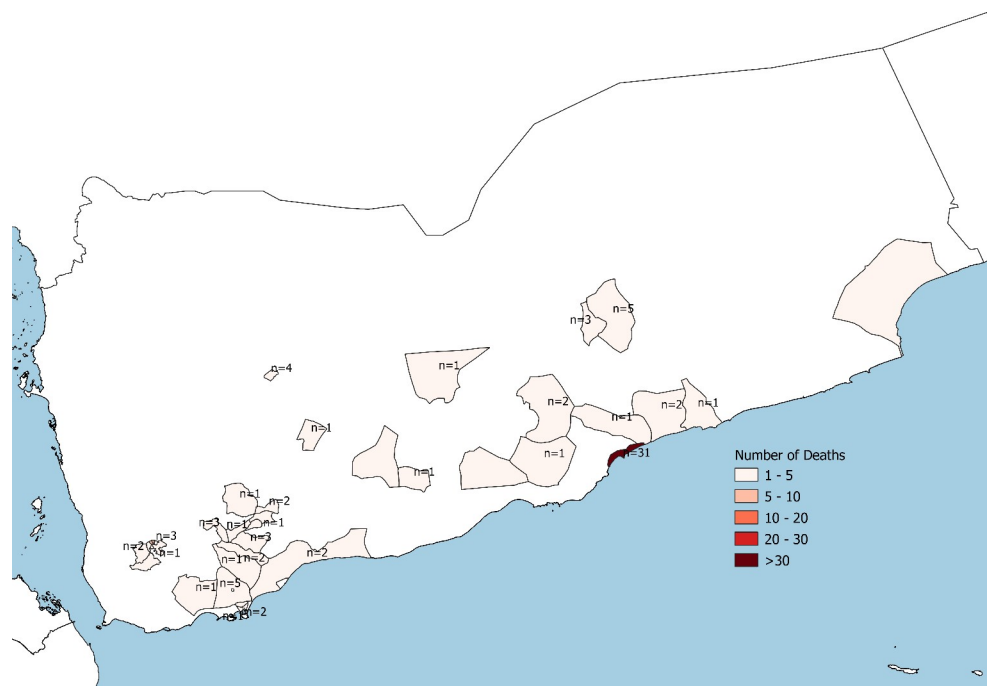 n=5
n=3
n=4
n=1
n=2
n=2
n=1
n=1
n=1
n=1
n=1
n=31
n=1
n=2
n=3
n=1
n=1
n=3
n=3
n=2
n=1
n=2
n=1
n=2
n=1
n=5
n=2
Number of Deaths
1 - 5
5 - 10
10 - 20
20 - 30
>30